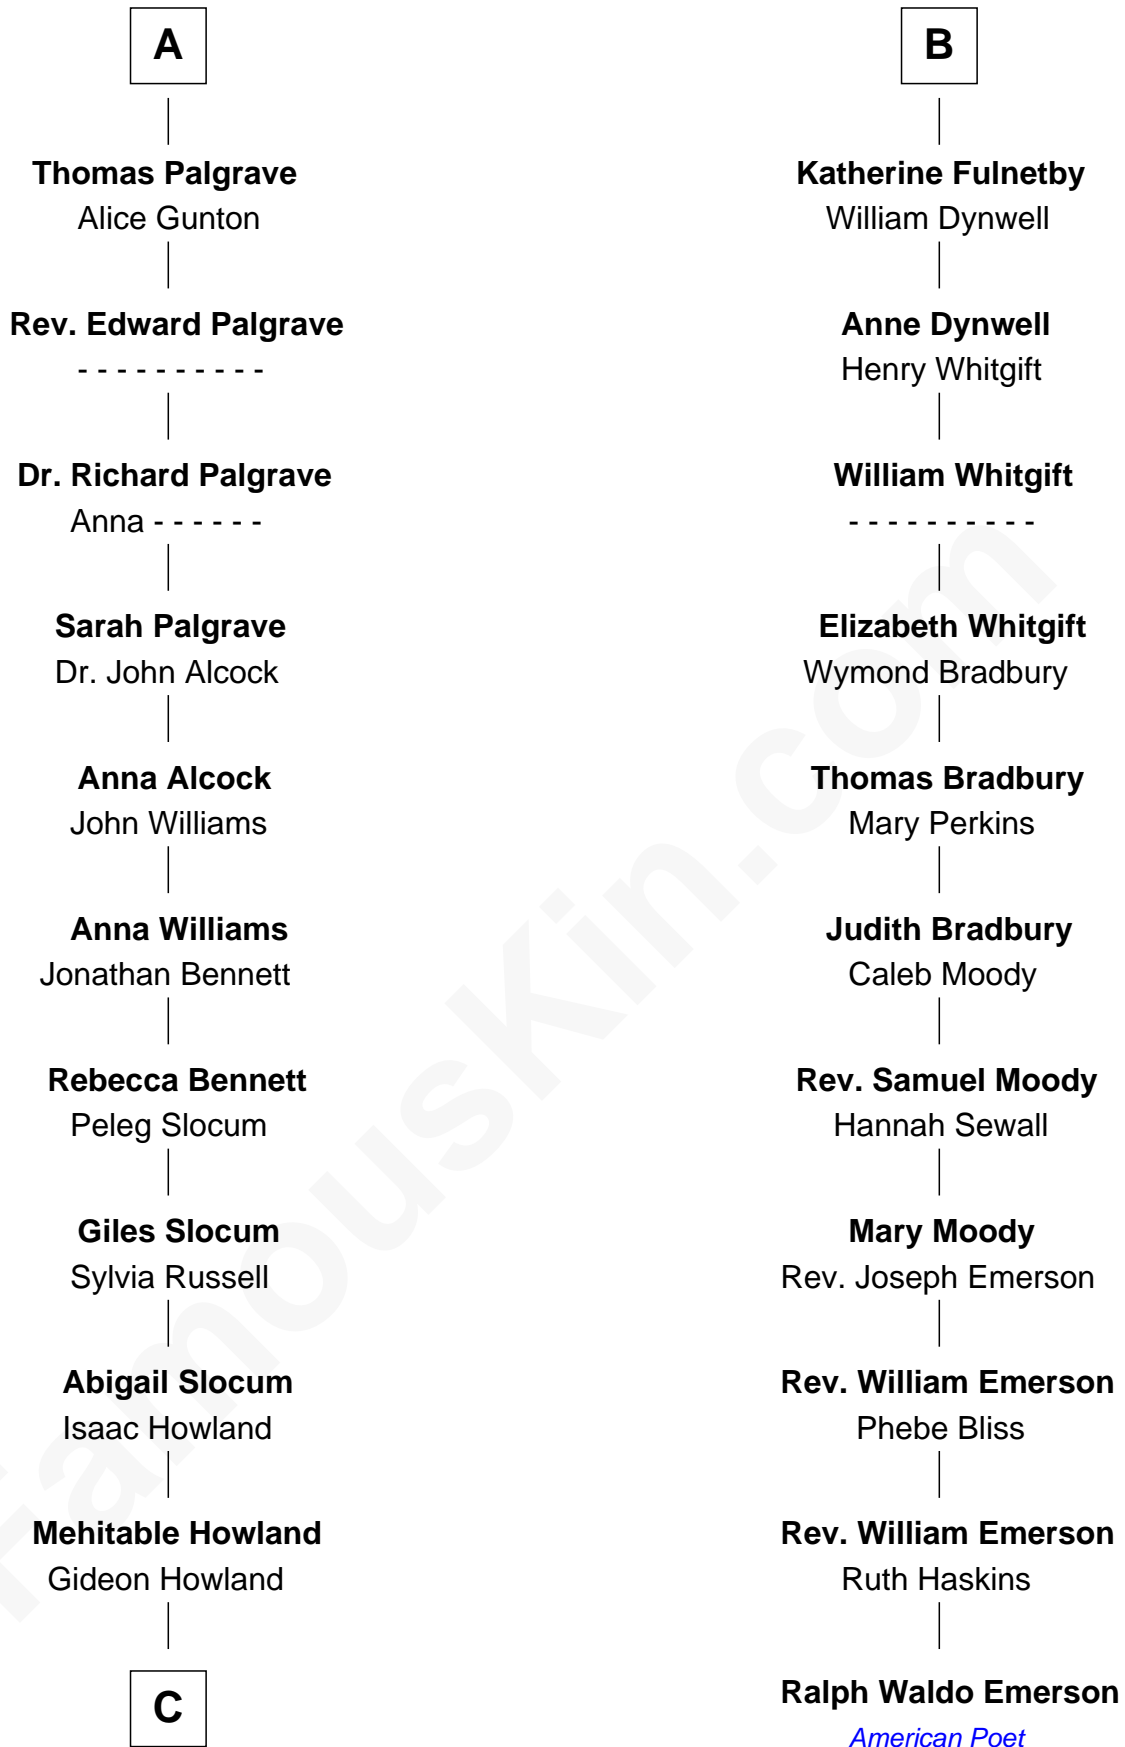 A
Thomas Palgrave
Alice Gunton
Rev. Edward Palgrave
- - - - - - - - - -
Dr. Richard Palgrave
Anna - - - - - -
Sarah Palgrave
Dr. John Alcock
Anna Alcock
John Williams
Anna Williams
Jonathan Bennett
Rebecca Bennett
Peleg Slocum
Giles Slocum
Sylvia Russell
Abigail Slocum
Isaac Howland
Mehitable Howland
Gideon Howland
C
B
Katherine Fulnetby
William Dynwell
Anne Dynwell
Henry Whitgift
William Whitgift
- - - - - - - - - -
Elizabeth Whitgift
Wymond Bradbury
Thomas Bradbury
Mary Perkins
Judith Bradbury
Caleb Moody
Rev. Samuel Moody
Hannah Sewall
Mary Moody
Rev. Joseph Emerson
Rev. William Emerson
Phebe Bliss
Rev. William Emerson
Ruth Haskins
Ralph Waldo Emerson
American Poet
FamousKin.com